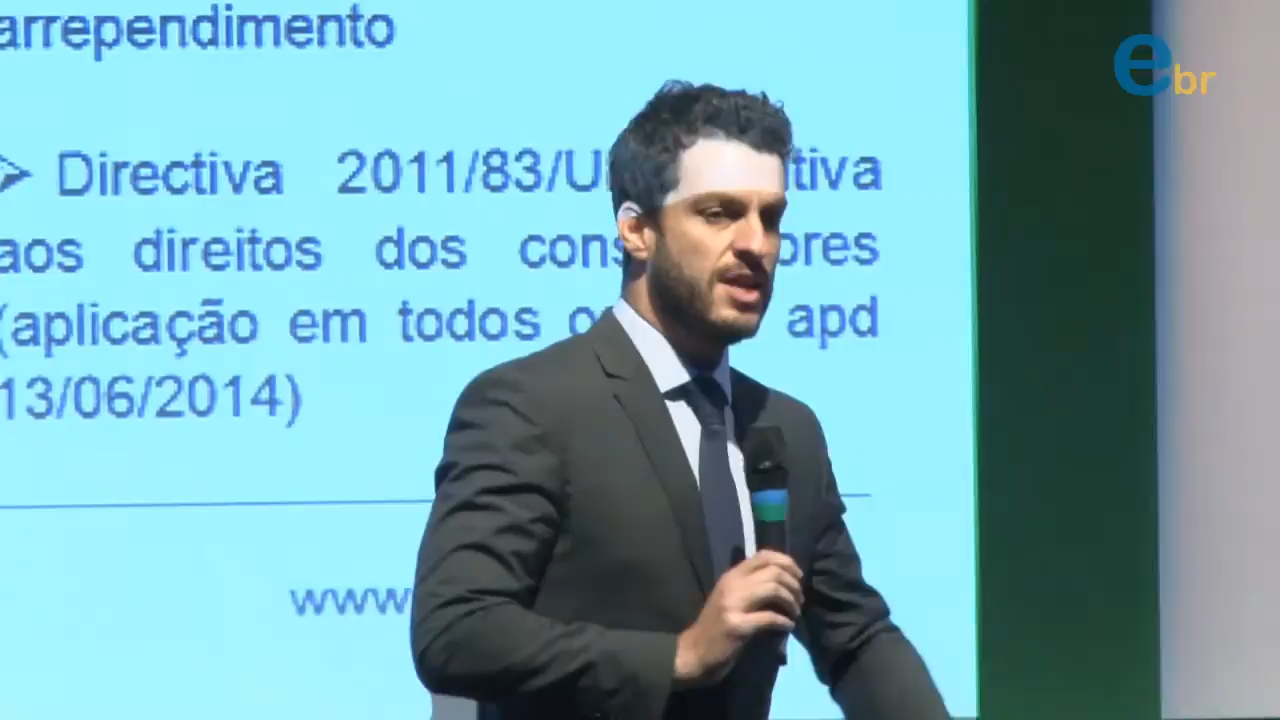 arrependimento
ebr
➢ Directiva 2011/83/U tiva
aos direitos dos cons ores
(aplicação em todos o apd
13/06/2014)
www